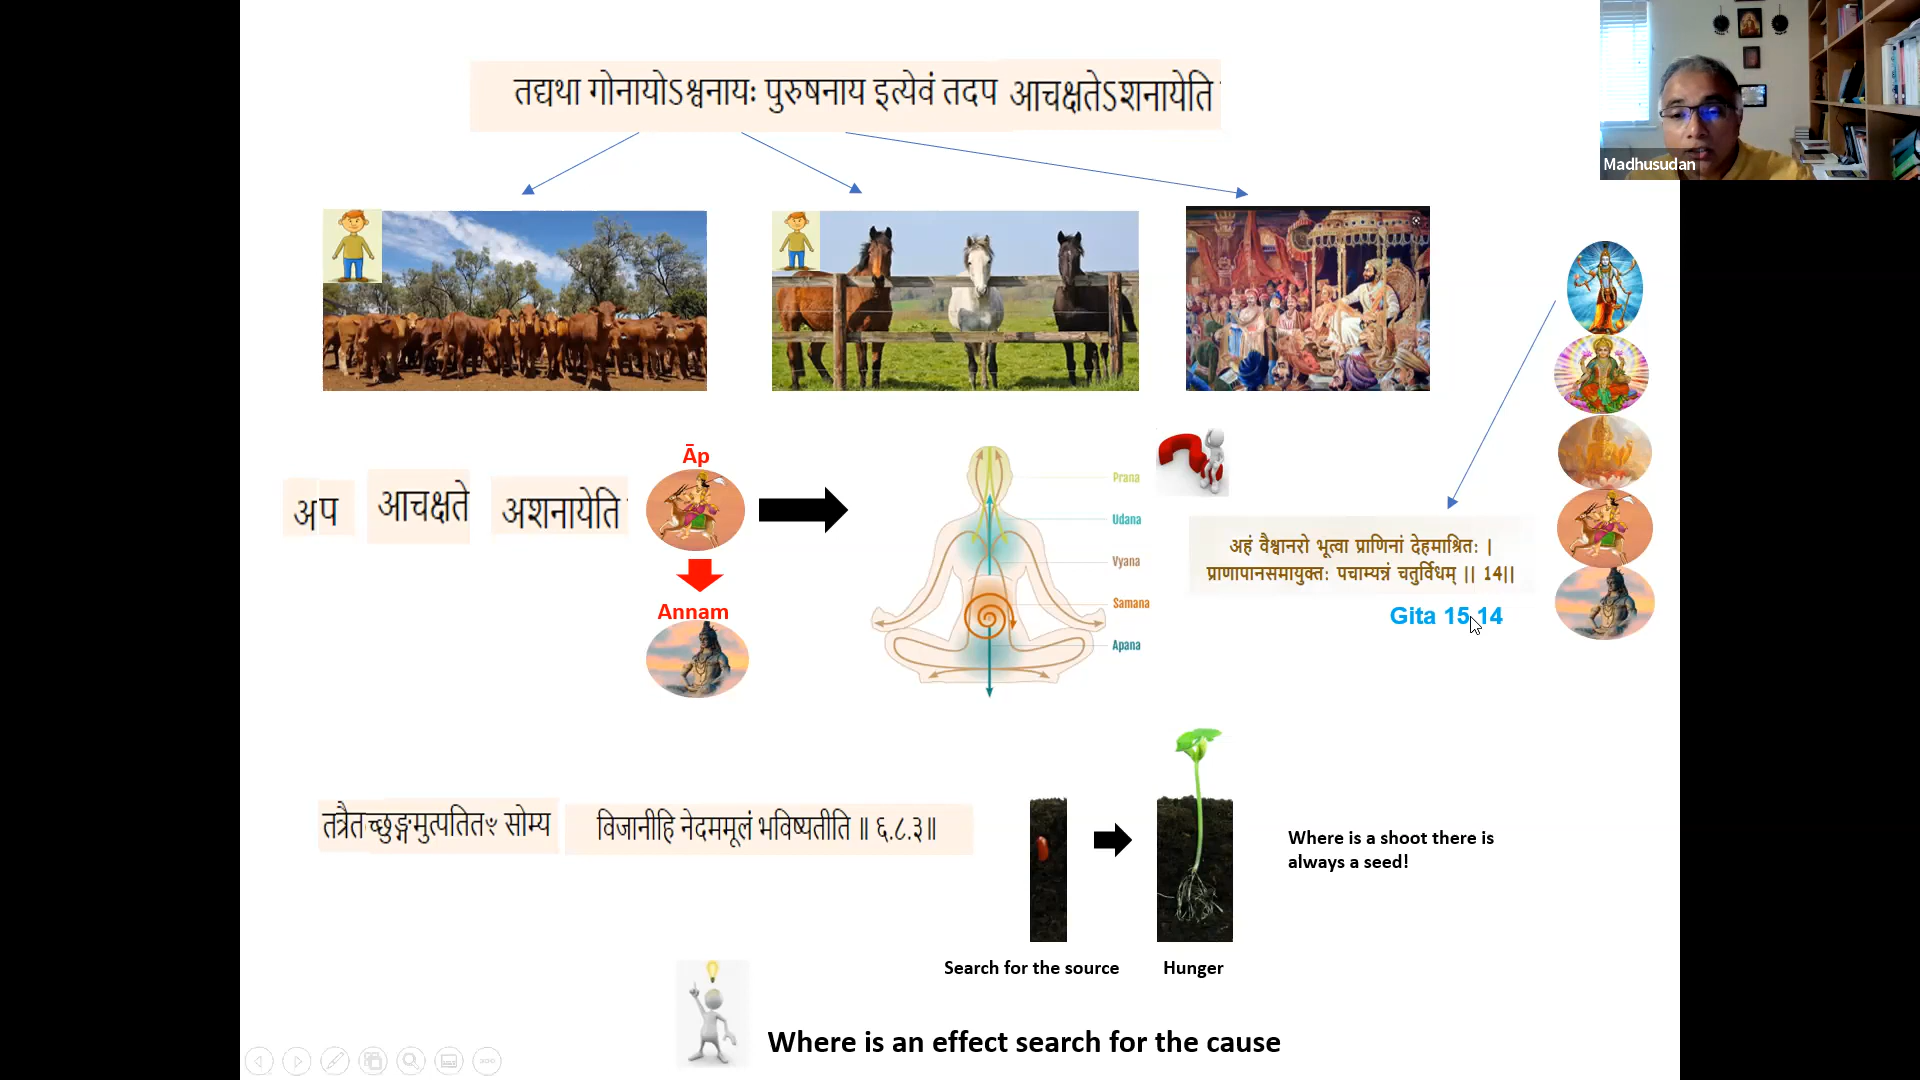 तद्यथा गोनायोऽश्वनायः पुरुषनाय इत्येवं तदप आचक्षतेऽशनायेति
Madhusudan
Āp
अप आचक्षते अशनायेति
Annam
Prana
Udana
Vyana
Samana
Apana
अहं वैश्वानरो भूत्वा प्राणिनां देहमाश्रितः |
प्राणापानसमायुक्तः पचाम्यन्नं चतुर्विधम् || 14||
Gita 15.14
तत्रैतच्छुङ्गमुत्पतितꣳ सोम्य विजानीहि नेदममूलं भविष्यतीति ॥ ६.८.३॥
Where is a shoot there is
always a seed!
Search for the source
Hunger
Where is an effect search for the cause